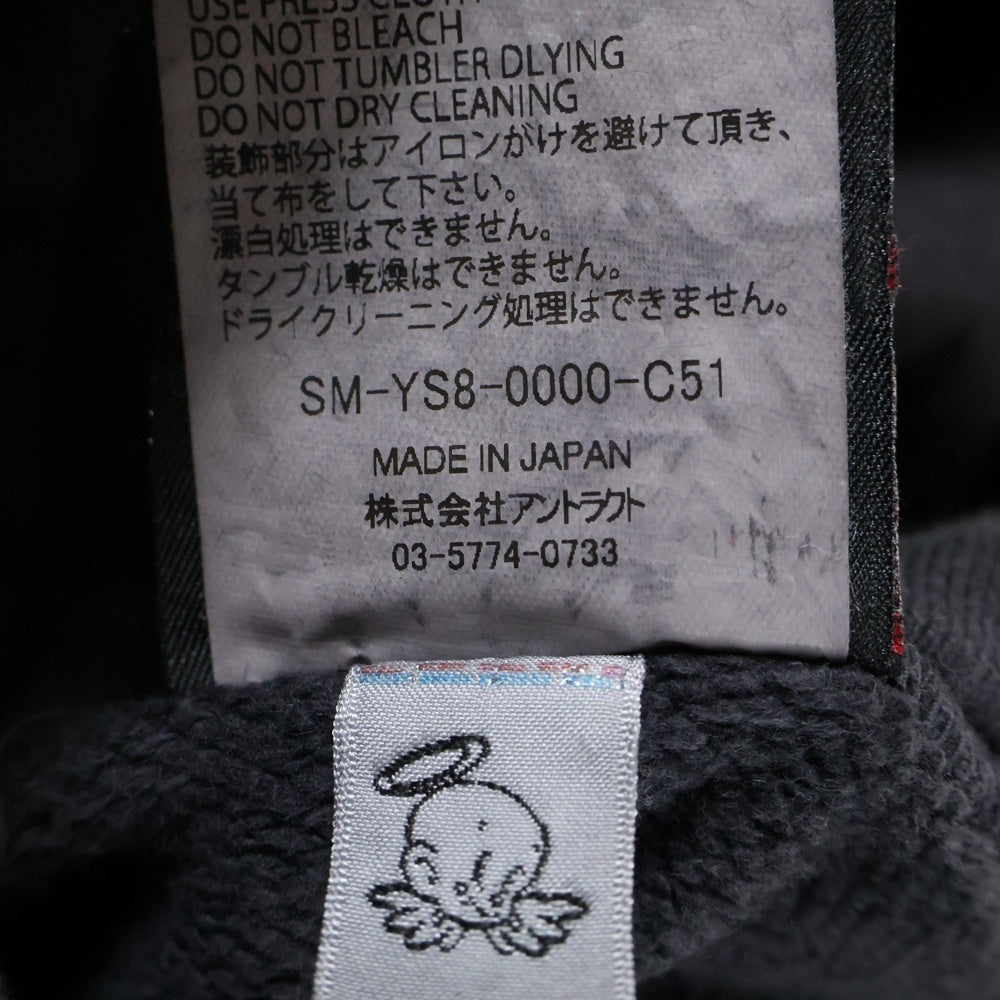 USE PRESS CLOTH
DO NOT BLEACH
DO NOT TUMBLER DLYING
DO NOT DRY CLEANING
装飾部分はアイロンがけを避けて頂き、
当て布をして下さい。
漂白処理はできません。
タンブル乾燥はできません。
ドライクリーニング処理はできません。
SM-YS8-0000-C51
MADE IN JAPAN
株式会社アントラクト
03-5774-0733